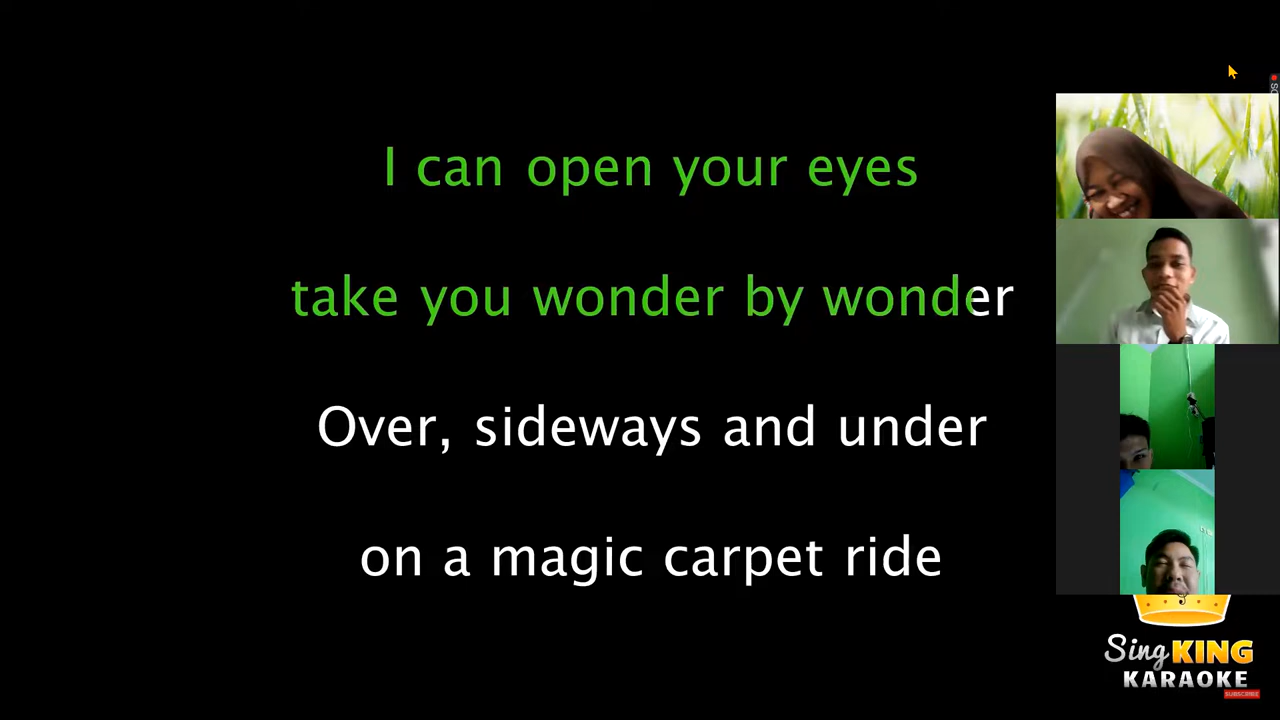 I can open your eyes
take you wonder by wonder
Over, sideways and under
on a magic carpet ride
Sing KING
KARAOKE
SUBSCRIBE